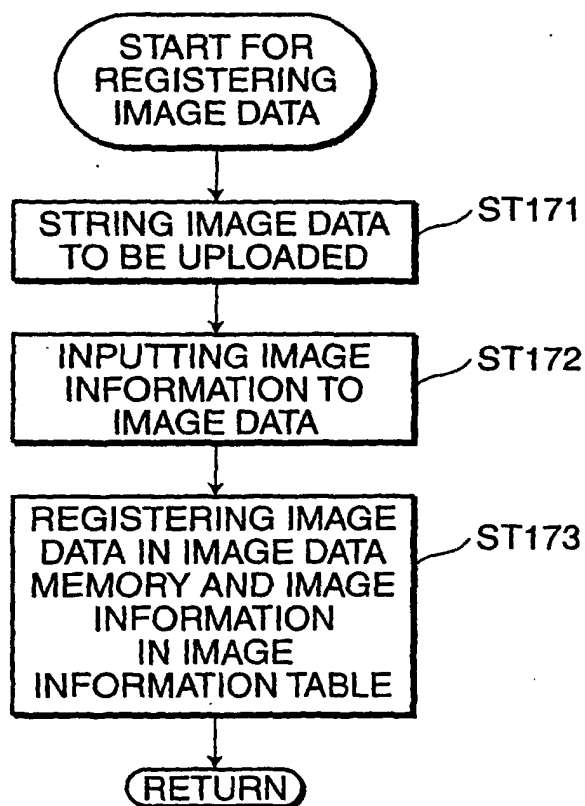 START FOR
REGISTERING
IMAGE DATA
STRING IMAGE DATA
TO BE UPLOADED
ST171
INPUTTING IMAGE
INFORMATION TO
IMAGE DATA
ST172
REGISTERING IMAGE
DATA IN IMAGE DATA
MEMORY AND IMAGE
INFORMATION
IN IMAGE
INFORMATION TABLE
ST173
RETURN